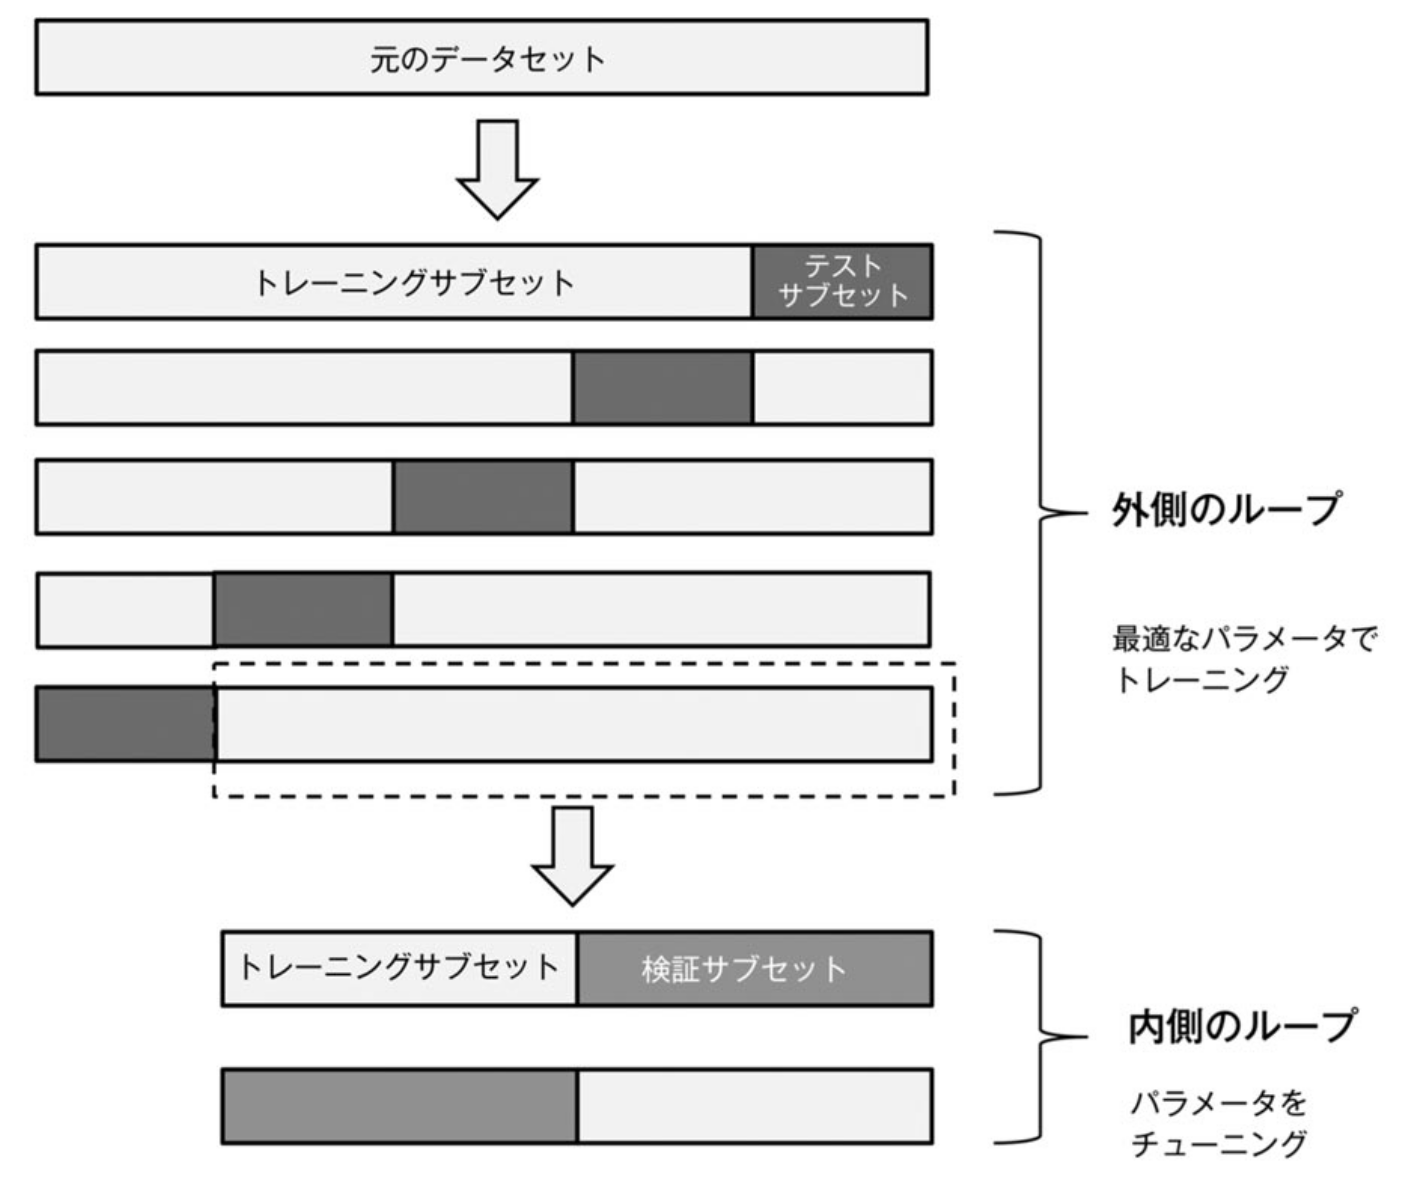 元のデータセット
トレーニングサブセット
テスト
サブセット
外側のループ
最適なパラメータで
トレーニング
トレーニングサブセット
検証サブセット
内側のループ
パラメータを
チューニング